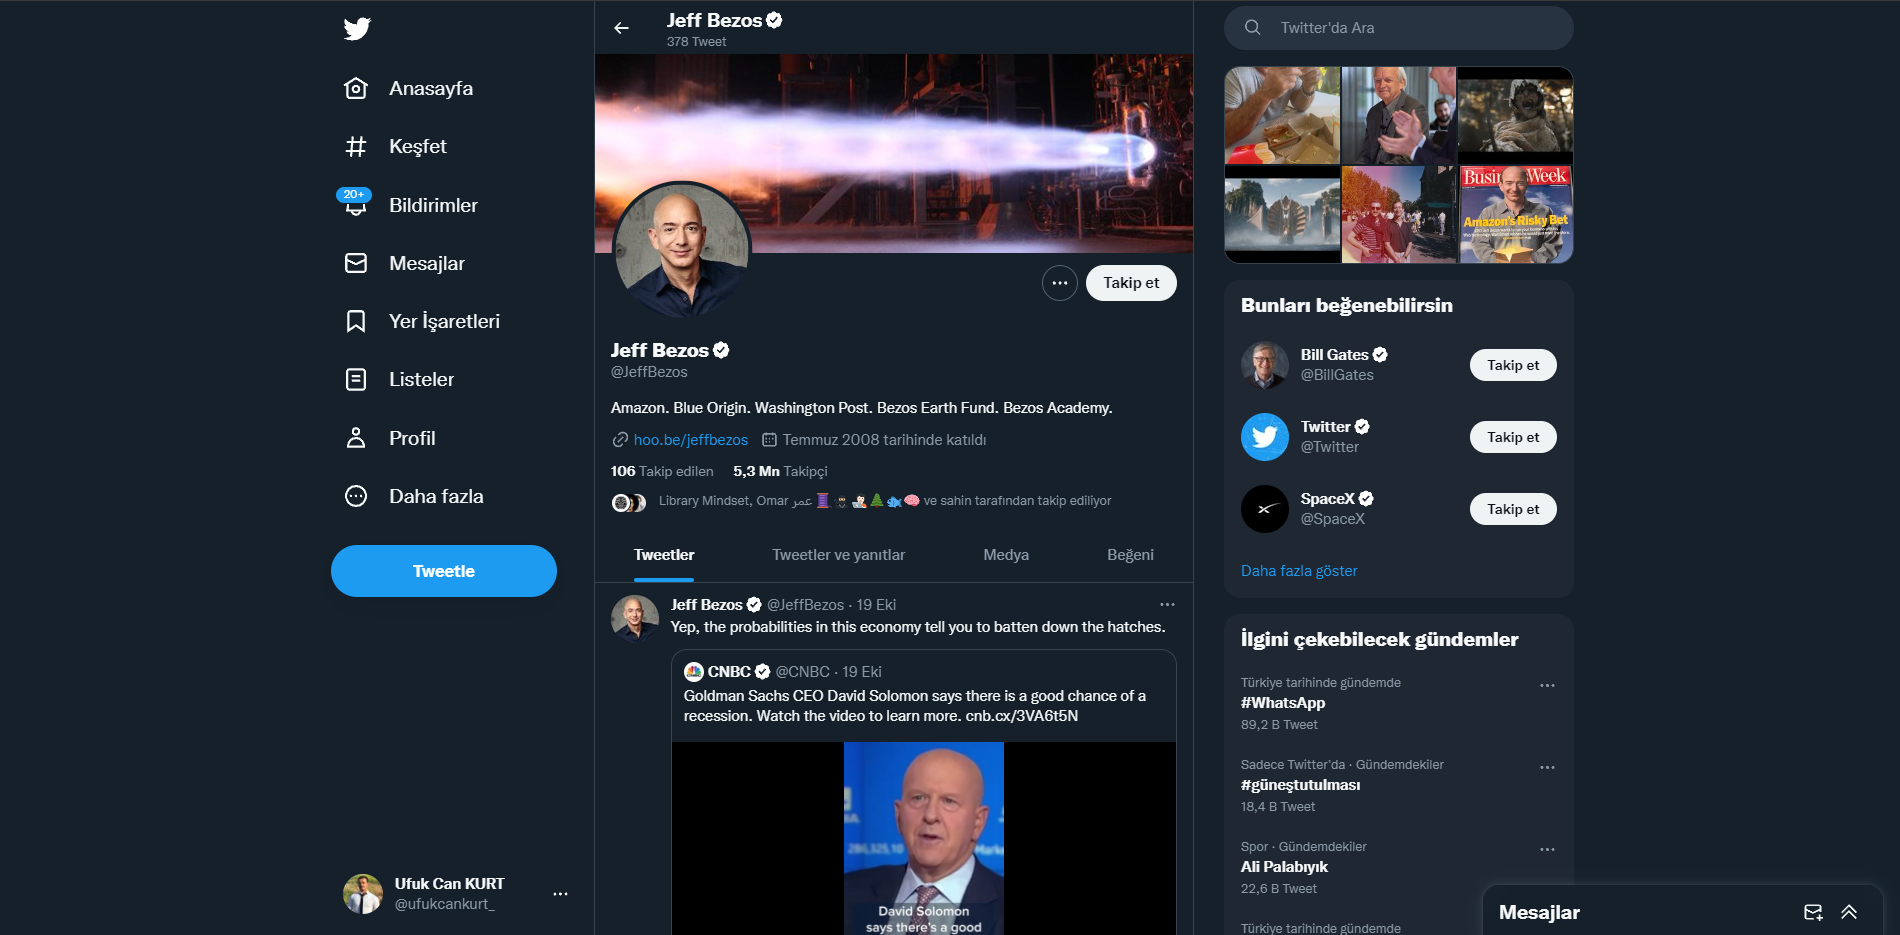 Anasayfa
Keşfet
20+
Bildirimler
Mesajlar
Yer İşaretleri
Listeler
Profil
Daha fazla
Tweetle
Ufuk Can KURT
@ufukcankurt_
Jeff Bezos
378 Tweet
Takip et
Jeff Bezos
@JeffBezos
Amazon. Blue Origin. Washington Post. Bezos Earth Fund. Bezos Academy.
hoo.be/jeffbezos Temmuz 2008 tarihinde katıldı
106 Takip edilen 5,3 Mn Takipçi
Library Mindset, Omar عمر ve sahin tarafından takip ediliyor
Tweetler Tweetler ve yanıtlar Medya Beğeni
Jeff Bezos @JeffBezos · 19 Eki
Yep, the probabilities in this economy tell you to batten down the hatches.
CNBC @CNBC · 19 Eki
Goldman Sachs CEO David Solomon says there is a good chance of a
recession. Watch the video to learn more. cnb.cx/3VA6t5N
David Solomon
says there's a good
Twitter'da Ara
Week
Amazon's Risky Bet
Bunları beğenebilirsin
Bill Gates
@BillGates
Takip et
Twitter
@Twitter
Takip et
SpaceX
@SpaceX
Takip et
Daha fazla göster
İlgini çekebilecek gündemler
Türkiye tarihinde gündemde
#WhatsApp
89,2 B Tweet
Sadece Twitter'da · Gündemdekiler
#güneştutulması
18,4 B Tweet
Spor · Gündemdekiler
Ali Palabıyık
22,6 B Tweet
Türkiye tarihinde gündemde
Mesajlar